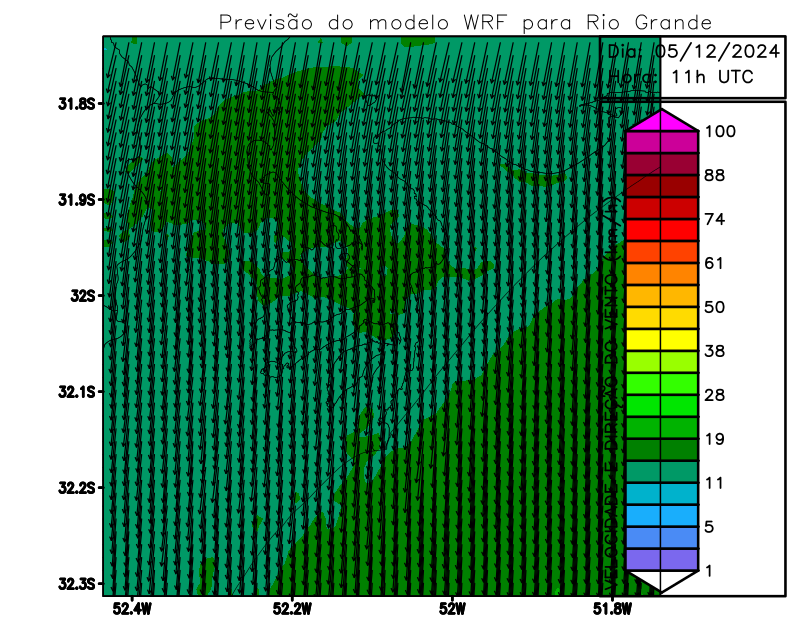 Previsão do modelo WRF para Rio Grande
Dia: 05/12/2024
Hora: 11h UTC
31.8S
31.9S
32S
32.1S
32.2S
32.3S
52.4W
52.2W
52W
51.8W
VELOCIDADE E DIREÇÃO DO VENTO (km/h)
100
88
74
61
50
38
28
19
11
5
1